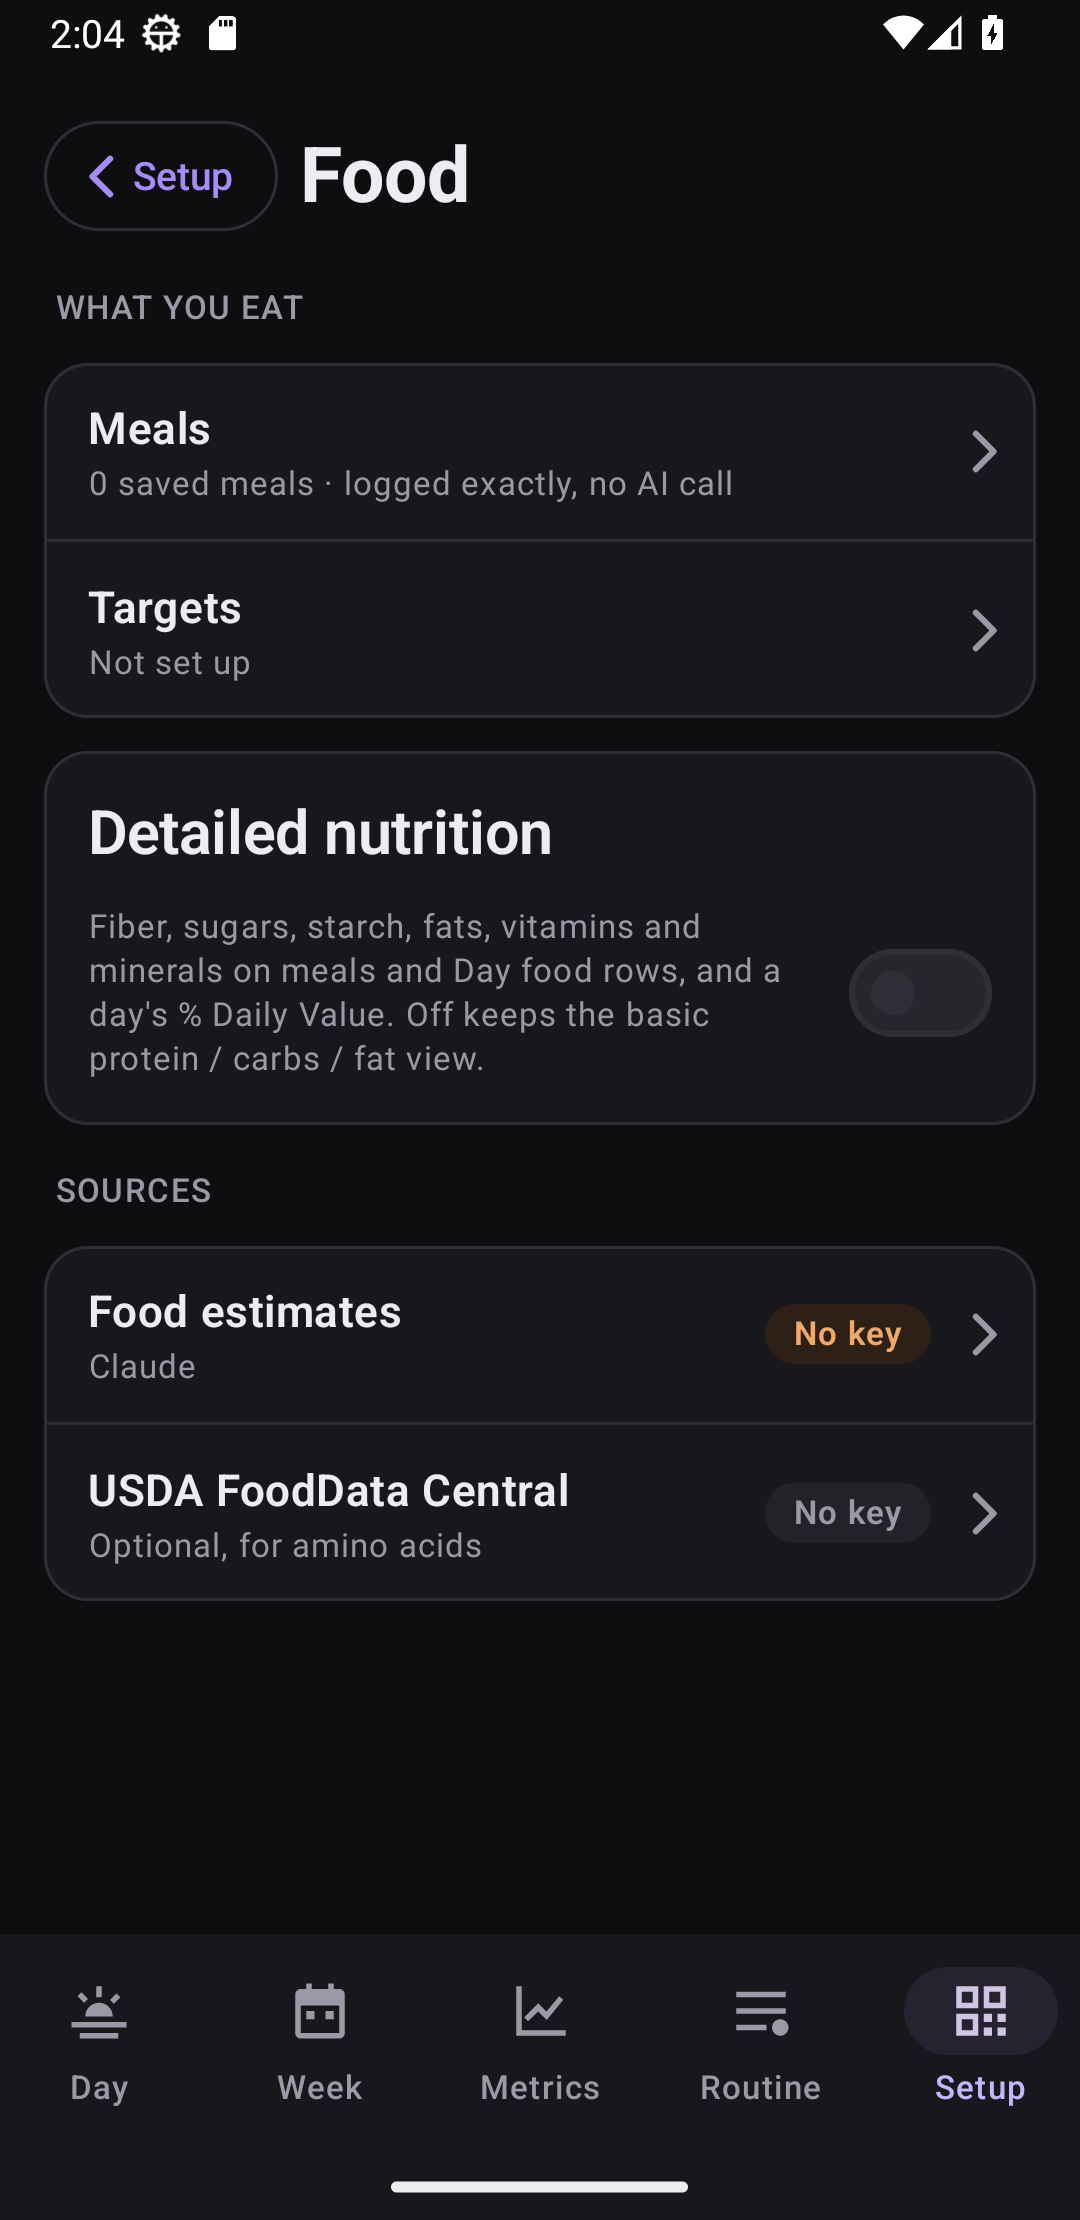 2:04
Setup
Food
WHAT YOU EAT
Meals
0 saved meals · logged exactly, no AI call
Targets
Not set up
Detailed nutrition
Fiber, sugars, starch, fats, vitamins and
minerals on meals and Day food rows, and a
day's % Daily Value. Off keeps the basic
protein / carbs / fat view.
SOURCES
Food estimates
No key
Claude
USDA FoodData Central
No key
Optional, for amino acids
Day
Week
Metrics
Routine
Setup